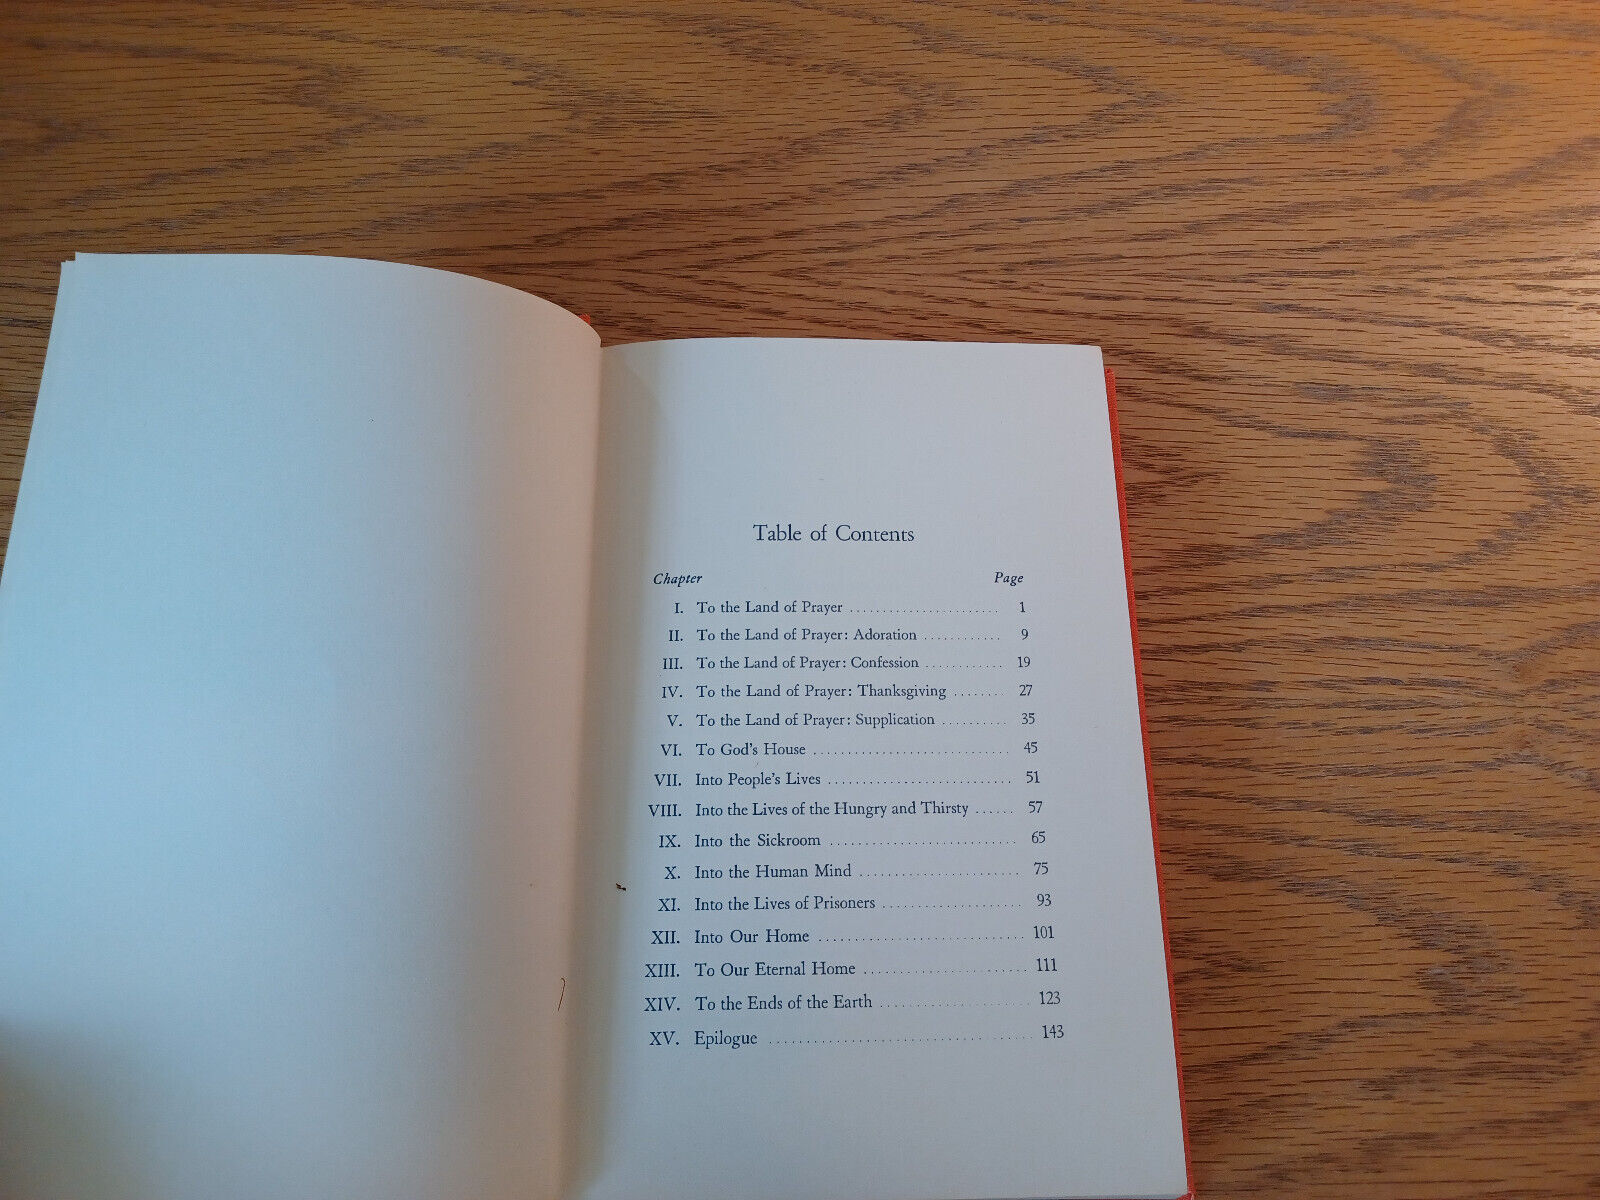 Table of Contents
Chapter Page
I. To the Land of Prayer ...................... 1
II. To the Land of Prayer: Adoration ............ 9
III. To the Land of Prayer: Confession ............ 19
IV. To the Land of Prayer: Thanksgiving ........ 27
V. To the Land of Prayer: Supplication .......... 35
VI. To God's House ............................. 45
VII. Into People's Lives ........................... 51
VIII. Into the Lives of the Hungry and Thirsty ...... 57
IX. Into the Sickroom ........................... 65
X. Into the Human Mind ....................... 75
XI. Into the Lives of Prisoners .................... 93
XII. Into Our Home ............................. 101
XIII. To Our Eternal Home ....................... 111
XIV. To the Ends of the Earth ..................... 123
XV. Epilogue ................................... 143